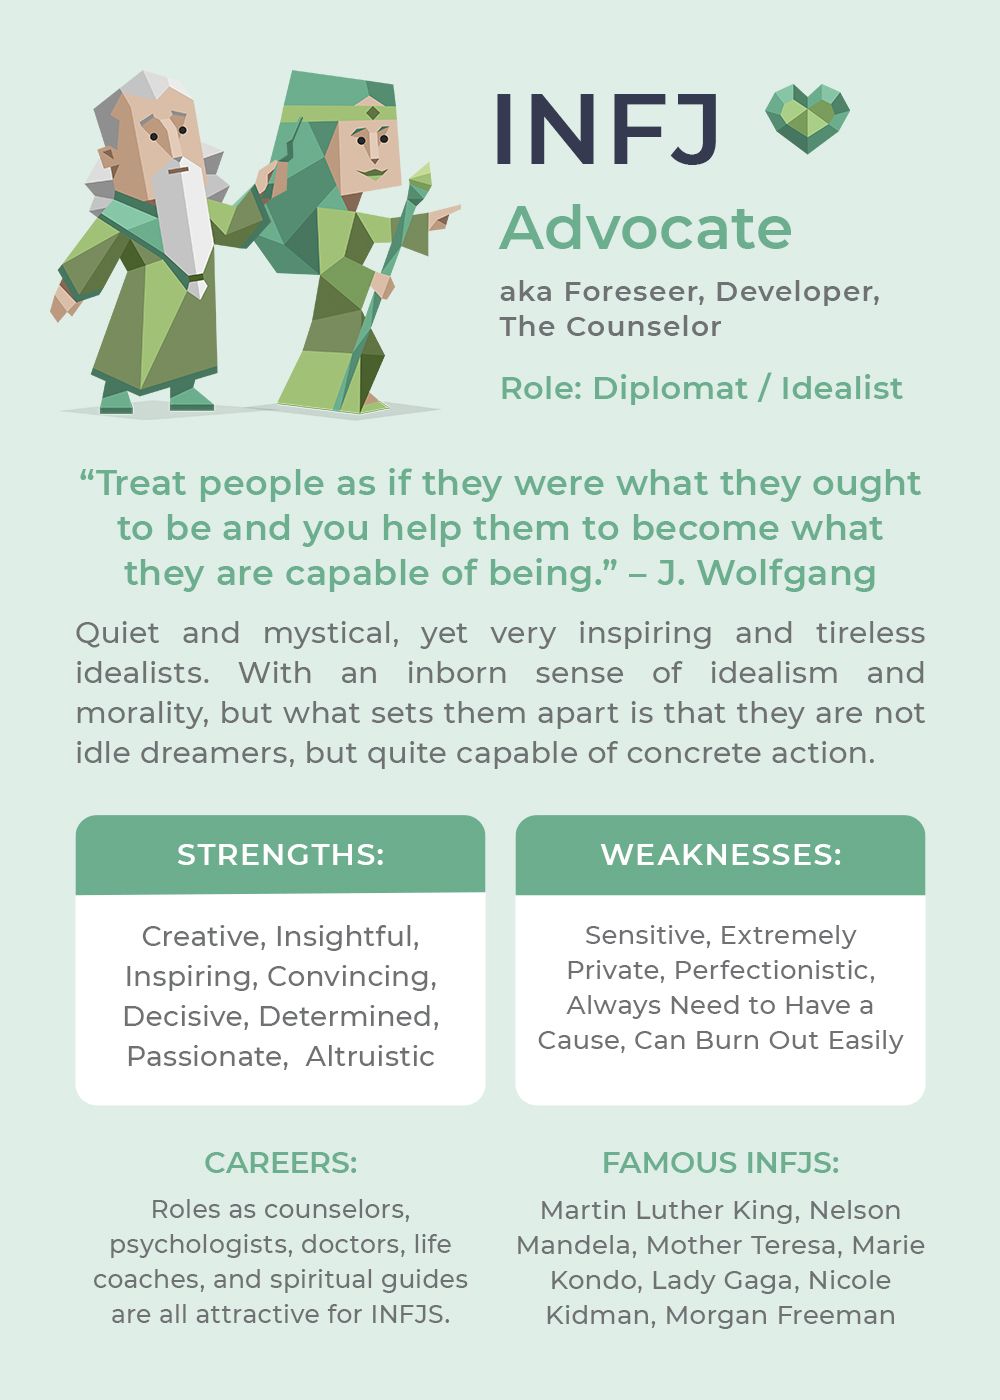 INFJ
Advocate
aka Foreseer, Developer,
The Counselor
Role: Diplomat / Idealist
“Treat people as if they were what they ought
to be and you help them to become what
they are capable of being.” – J. Wolfgang
Quiet and mystical, yet very inspiring and tireless
idealists. With an inborn sense of idealism and
morality, but what sets them apart is that they are not
idle dreamers, but quite capable of concrete action.
STRENGTHS:
Creative, Insightful,
Inspiring, Convincing,
Decisive, Determined,
Passionate, Altruistic
WEAKNESSES:
Sensitive, Extremely
Private, Perfectionistic,
Always Need to Have a
Cause, Can Burn Out Easily
CAREERS:
Roles as counselors,
psychologists, doctors, life
coaches, and spiritual guides
are all attractive for INFJS.
FAMOUS INFJS:
Martin Luther King, Nelson
Mandela, Mother Teresa, Marie
Kondo, Lady Gaga, Nicole
Kidman, Morgan Freeman